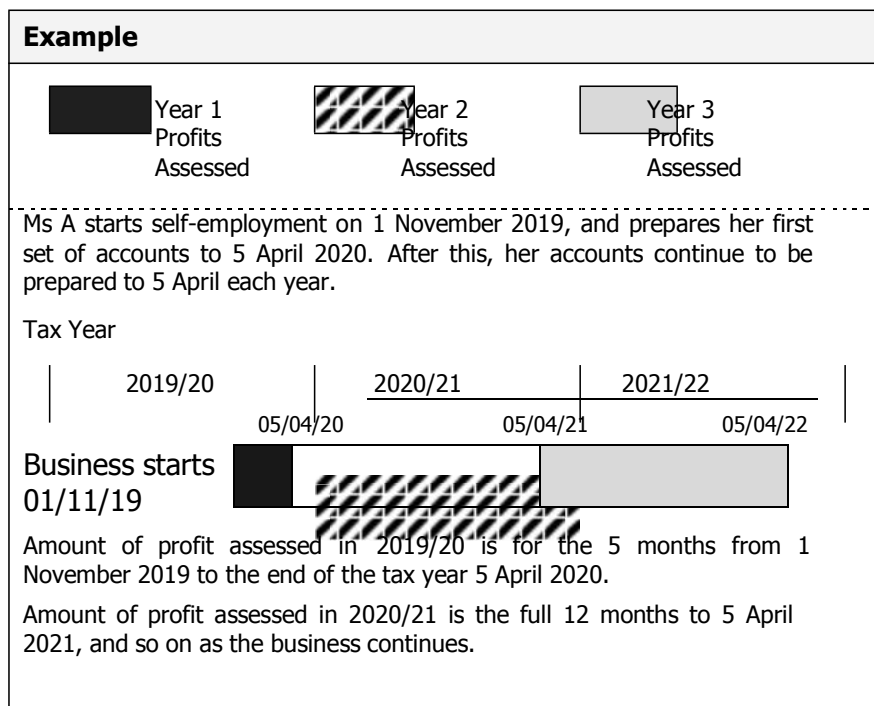 Example
Year 1
Profits
Assessed
Year 2
Profits
Assessed
Year 3
Profits
Assessed
Ms A starts self-employment on 1 November 2019, and prepares her first
set of accounts to 5 April 2020. After this, her accounts continue to be
prepared to 5 April each year.
Tax Year
2019/20 2020/21 2021/22
05/04/20 05/04/21 05/04/22
Business starts
01/11/19
Amount of profit assessed in 2019/20 is for the 5 months from 1
November 2019 to the end of the tax year 5 April 2020.
Amount of profit assessed in 2020/21 is the full 12 months to 5 April
2021, and so on as the business continues.